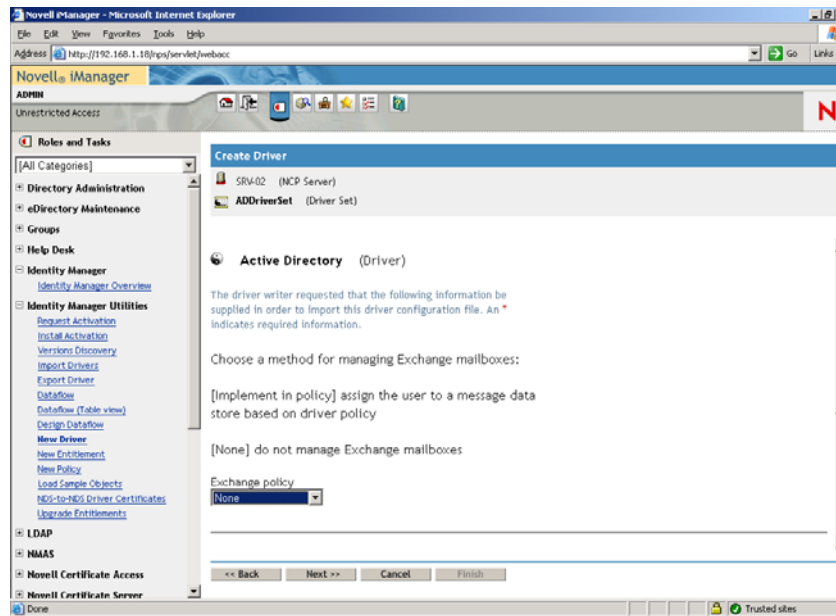 Novell iManager - Microsoft Internet Explorer
File Edit View Favorites Tools Help
Address http://192.168.1.18/nps/servlet/webacc Go Links
Novell® iManager
ADMIN
Unrestricted Access
N
Roles and Tasks
[All Categories]
Directory Administration
eDirectory Maintenance
Groups
Help Desk
Identity Manager
Identity Manager Overview
Identity Manager Utilities
Request Activation
Install Activation
Versions Discovery
Import Drivers
Export Driver
Dataflow
Dataflow (Table view)
Design Dataflow
New Driver
New Entitlement
New Policy
Load Sample Objects
NDS-to-NDS Driver Certificates
Upgrade Entitlements
LDAP
NMAS
Novell Certificate Access
Novell Certificate Server
Create Driver
SRV-02 (NCP Server)
ADDriverSet (Driver Set)
Active Directory (Driver)
The driver writer requested that the following information be
supplied in order to import this driver configuration file. An *
indicates required information.
Choose a method for managing Exchange mailboxes:
[Implement in policy] assign the user to a message data
store based on driver policy
[None] do not manage Exchange mailboxes
Exchange policy
None
<< Back Next >> Cancel Finish
Done Trusted sites